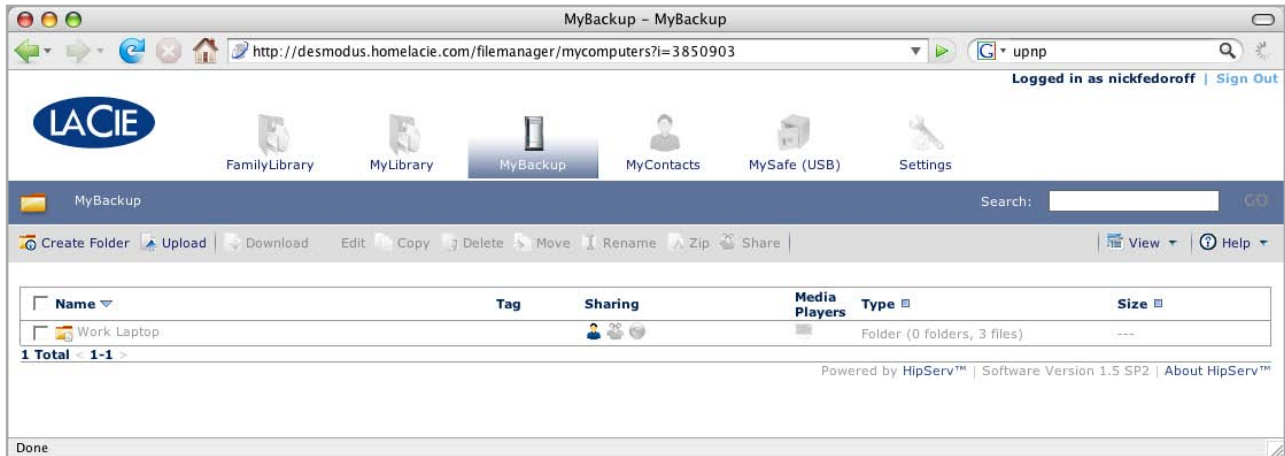 MyBackup – MyBackup
http://desmodus.homelacie.com/filemanager/mycomputers?i=3850903
G upnp
Logged in as nickfedoroff | Sign Out
LACIE
FamilyLibrary MyLibrary MyBackup MyContacts MySafe (USB) Settings
MyBackup Search: GO
Create Folder Upload Download Edit Copy Delete Move Rename Zip Share View Help
Name Tag Sharing Media Players Type Size
Work Laptop Folder (0 folders, 3 files) ---
1 Total < 1-1 >
Powered by HipServ™ | Software Version 1.5 SP2 | About HipServ™
Done